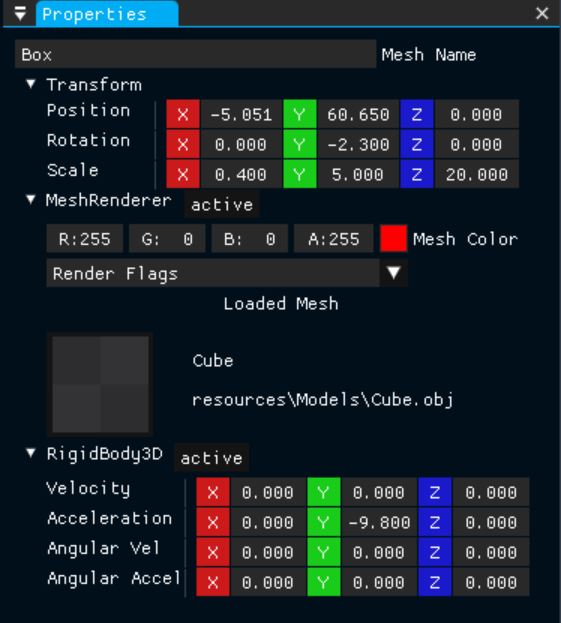 Properties
Box Mesh Name
Transform
Position X -5.051 Y 60.650 Z 0.000
Rotation X 0.000 Y -2.300 Z 0.000
Scale X 0.400 Y 5.000 Z 20.000
MeshRenderer active
R:255 G: 0 B: 0 A:255 Mesh Color
Render Flags
Loaded Mesh
Cube
resources\Models\Cube.obj
RigidBody3D active
Velocity X 0.000 Y 0.000 Z 0.000
Acceleration X 0.000 Y -9.800 Z 0.000
Angular Vel X 0.000 Y 0.000 Z 0.000
Angular Accel X 0.000 Y 0.000 Z 0.000